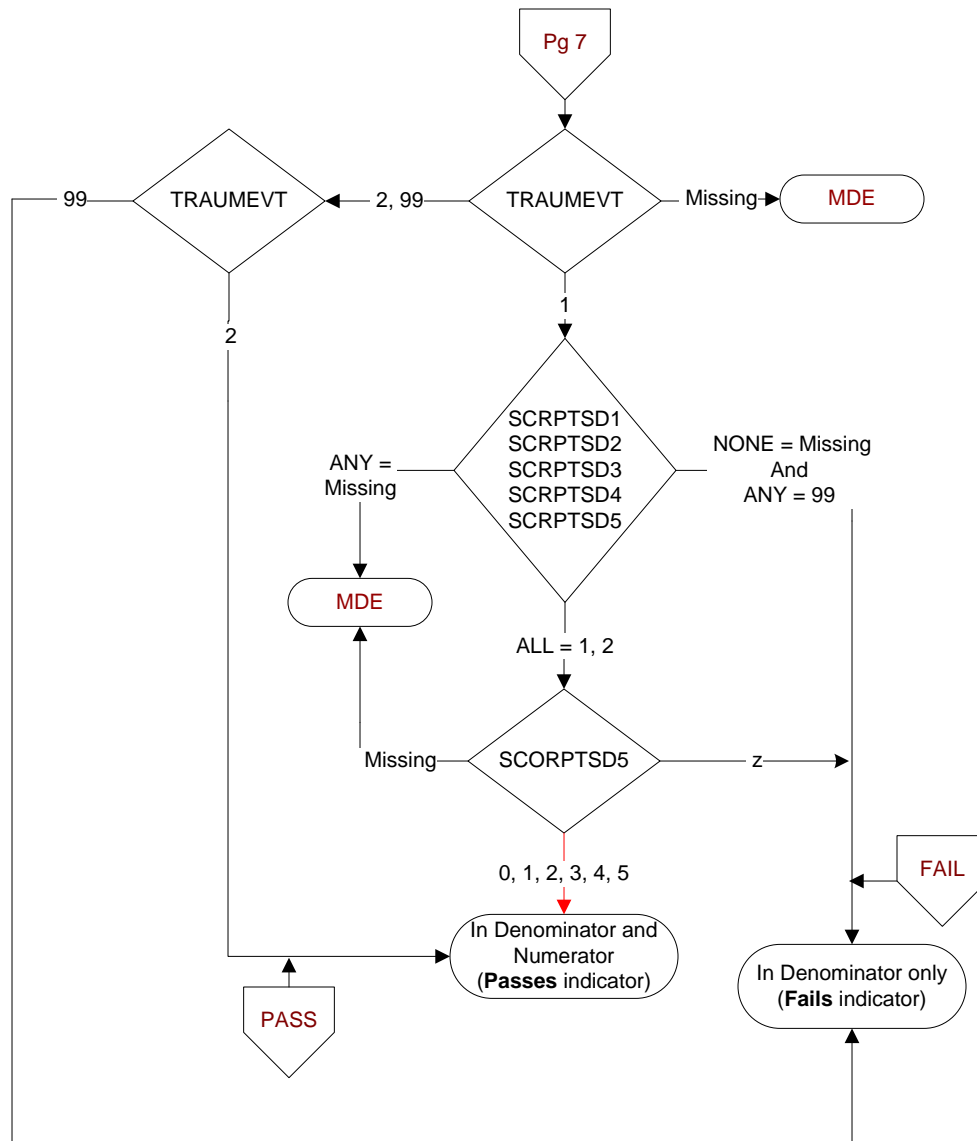 Pg 7
99
TRAUMEVT
2, 99
TRAUMEVT
Missing
MDE
1
2
SCRPTSD1
SCRPTSD2
SCRPTSD3
SCRPTSD4
SCRPTSD5
ANY =
Missing
NONE = Missing
And
ANY = 99
MDE
ALL = 1, 2
Missing
SCORPTSD5
z
0, 1, 2, 3, 4, 5
FAIL
In Denominator and
Numerator
(Passes indicator)
In Denominator only
(Fails indicator)
PASS